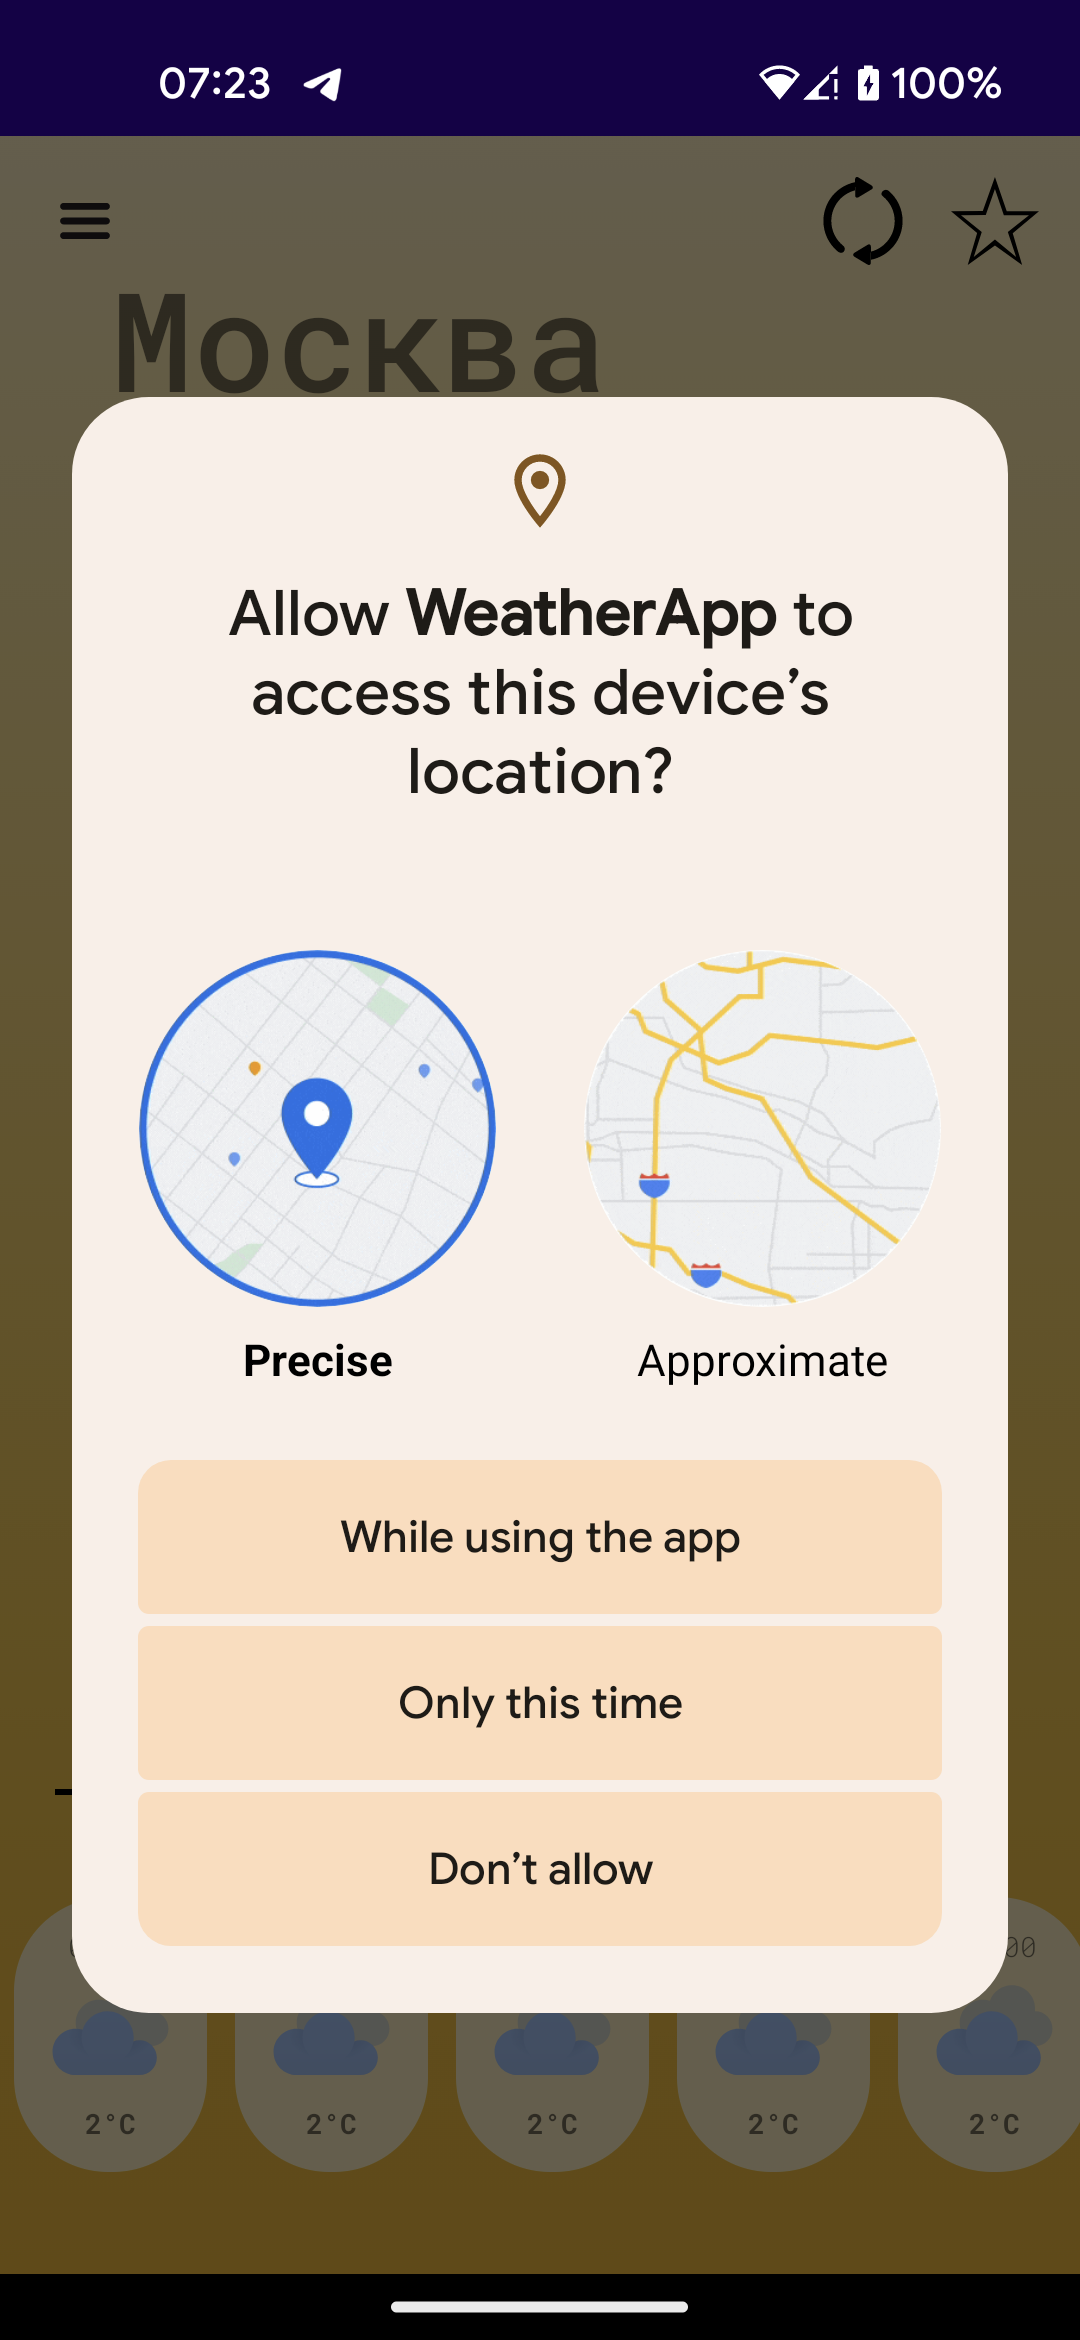 07:23 100%
Москва
Allow WeatherApp to
access this device’s
location?
Precise Approximate
While using the app
Only this time
Don’t allow
00
2°C 2°C 2°C 2°C 2°C